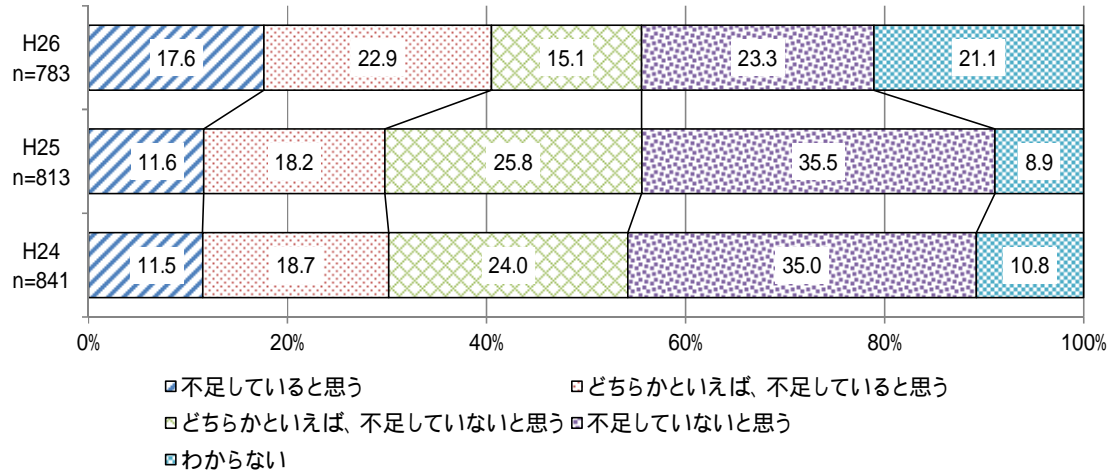 H26
n=783
17.6 22.9 15.1 23.3 21.1
H25
n=813
11.6 18.2 25.8 35.5 8.9
H24
n=841
11.5 18.7 24.0 35.0 10.8
0% 20% 40% 60% 80% 100%
不足していると思う どちらかといえば、不足していると思う
どちらかといえば、不足していないと思う 不足していないと思う
わからない